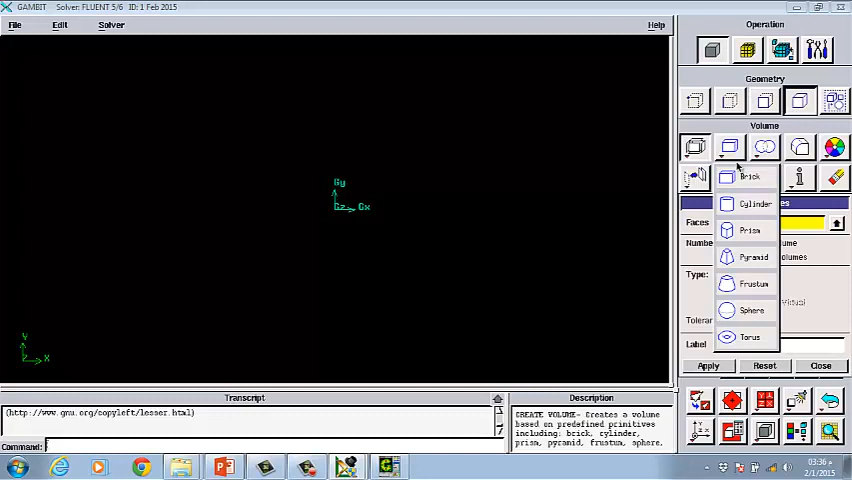 GAMBIT    Solver: FLUENT 5/6  ID: 1 Feb 2015
File Edit Solver Help
Operation
Geometry
Volume
Brick
Cylinder
Prism
Pyramid
Frustum
Sphere
Torus
Faces
Type:
Label
Apply Reset Close
Gy
Gx
Y
X
Transcript
(http://www.gnu.org/copyleft/lesser.html)
Command:
Description
CREATE VOLUME- Creates a volume
based on predefined primitives
including: brick, cylinder,
prism, pyramid, frustum, sphere,
03:36 م
2/1/2015